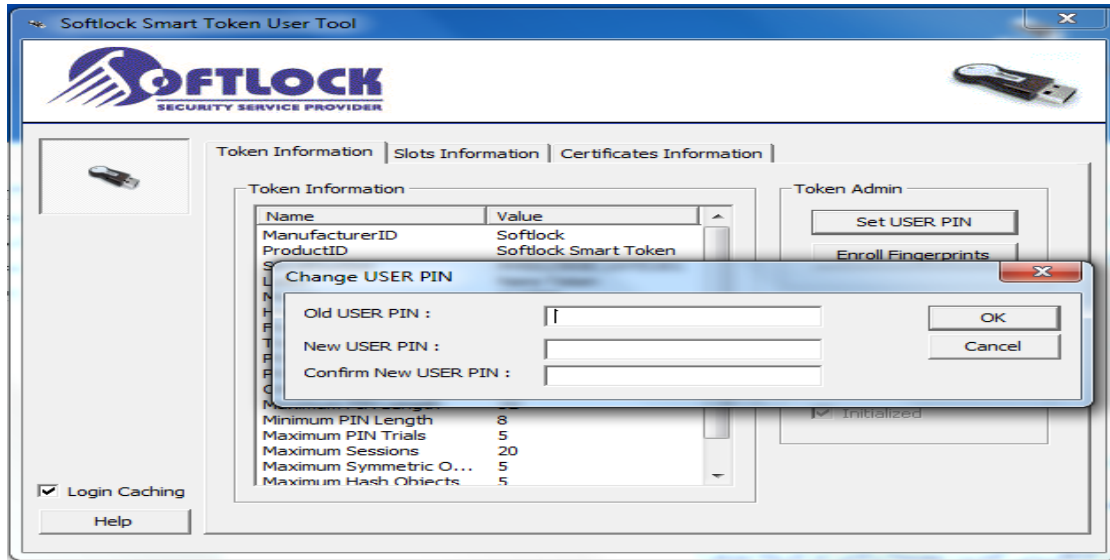 Softlock Smart Token User Tool
SOFTLOCK
SECURITY SERVICE PROVIDER
Token Information
Slots Information
Certificates Information
Token Information
Name Value
ManufacturerID Softlock
ProductID Softlock Smart Token
Token Admin
Set USER PIN
Enroll Fingerprints
Change USER PIN
Old USER PIN :
New USER PIN :
Confirm New USER PIN :
OK
Cancel
Minimum PIN Length 8
Maximum PIN Trials 5
Maximum Sessions 20
Maximum Symmetric O... 5
Maximum Hash Objects 5
Initialized
Login Caching
Help